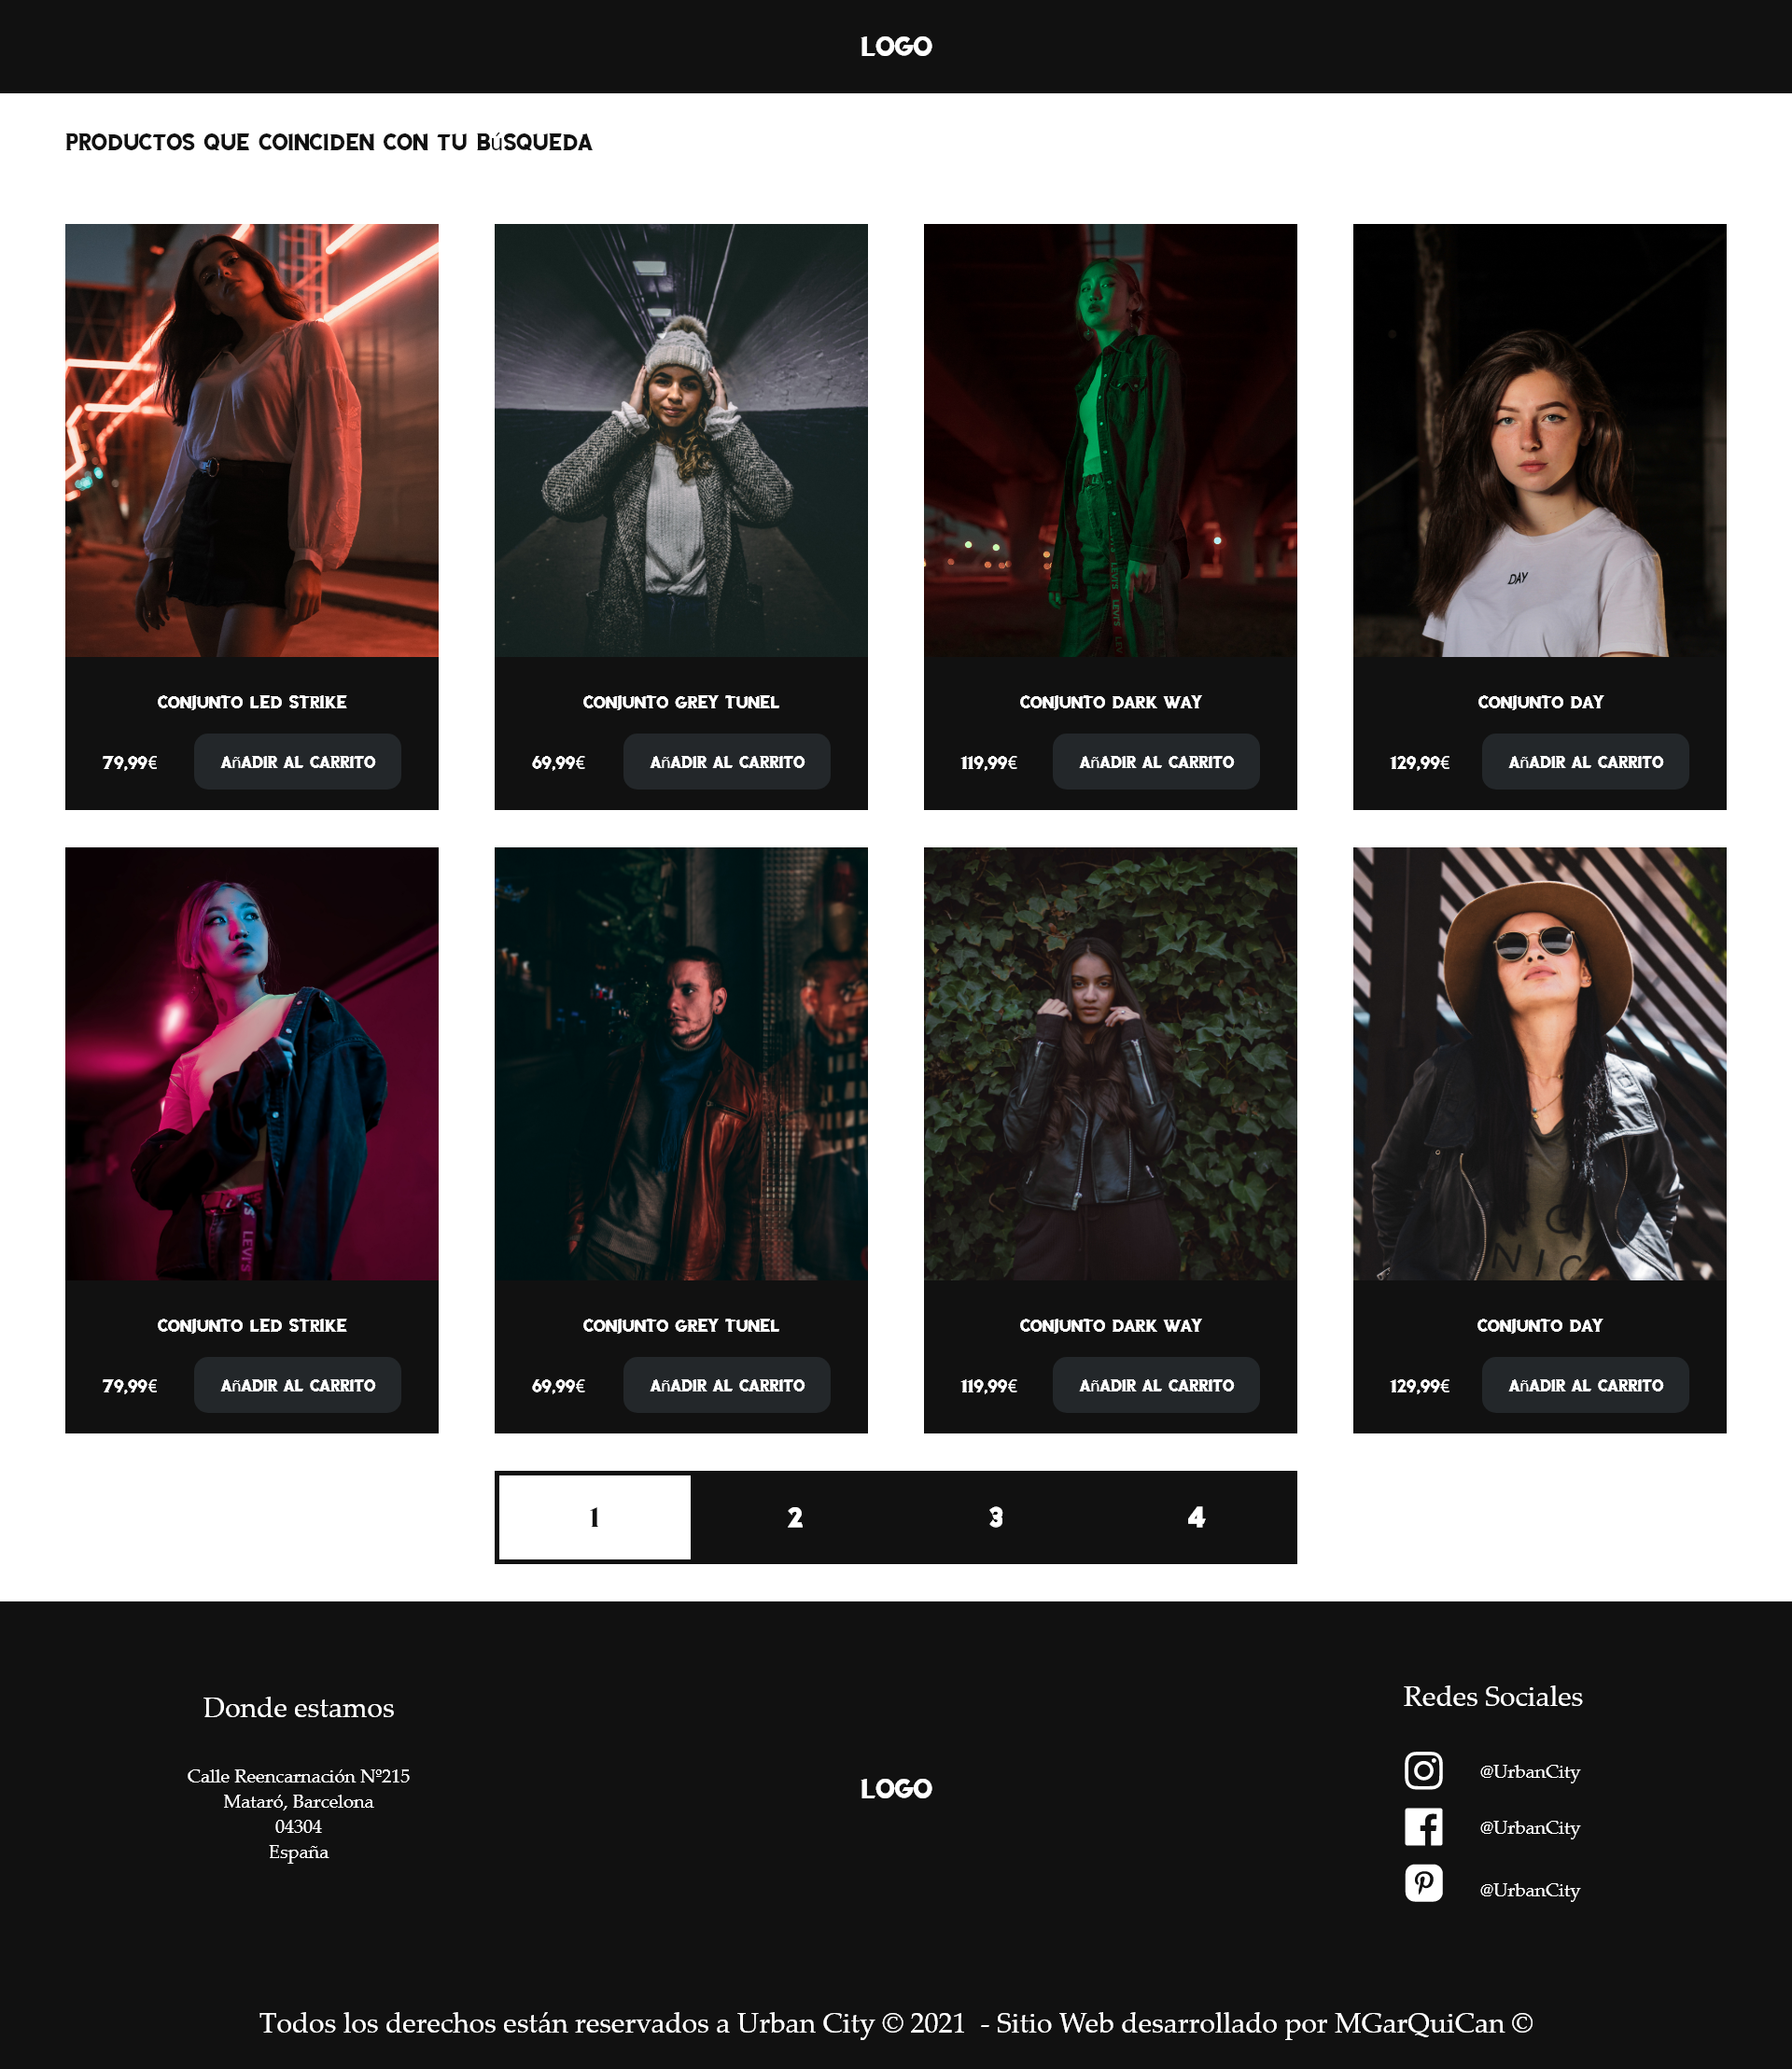 LOGO
PRODUCTOS QUE COINCIDEN CON TU BúSQUEDA
DAY
LEVI'S LEVI'S
CONJUNTO LED STRIKE
CONJUNTO GREY TUNEL
CONJUNTO DARK WAY
CONJUNTO DAY
79,99€ AñADIR AL CARRITO
69,99€ AñADIR AL CARRITO
119,99€ AñADIR AL CARRITO
129,99€ AñADIR AL CARRITO
LEVI'S
NIC
CONJUNTO LED STRIKE
CONJUNTO GREY TUNEL
CONJUNTO DARK WAY
CONJUNTO DAY
79,99€ AñADIR AL CARRITO
69,99€ AñADIR AL CARRITO
119,99€ AñADIR AL CARRITO
129,99€ AñADIR AL CARRITO
1 2 3 4
Donde estamos
Calle Reencarnación Nº215
Mataró, Barcelona
04304
España
LOGO
Redes Sociales
@UrbanCity
@UrbanCity
@UrbanCity
Todos los derechos están reservados a Urban City © 2021 - Sitio Web desarrollado por MGarQuiCan ©